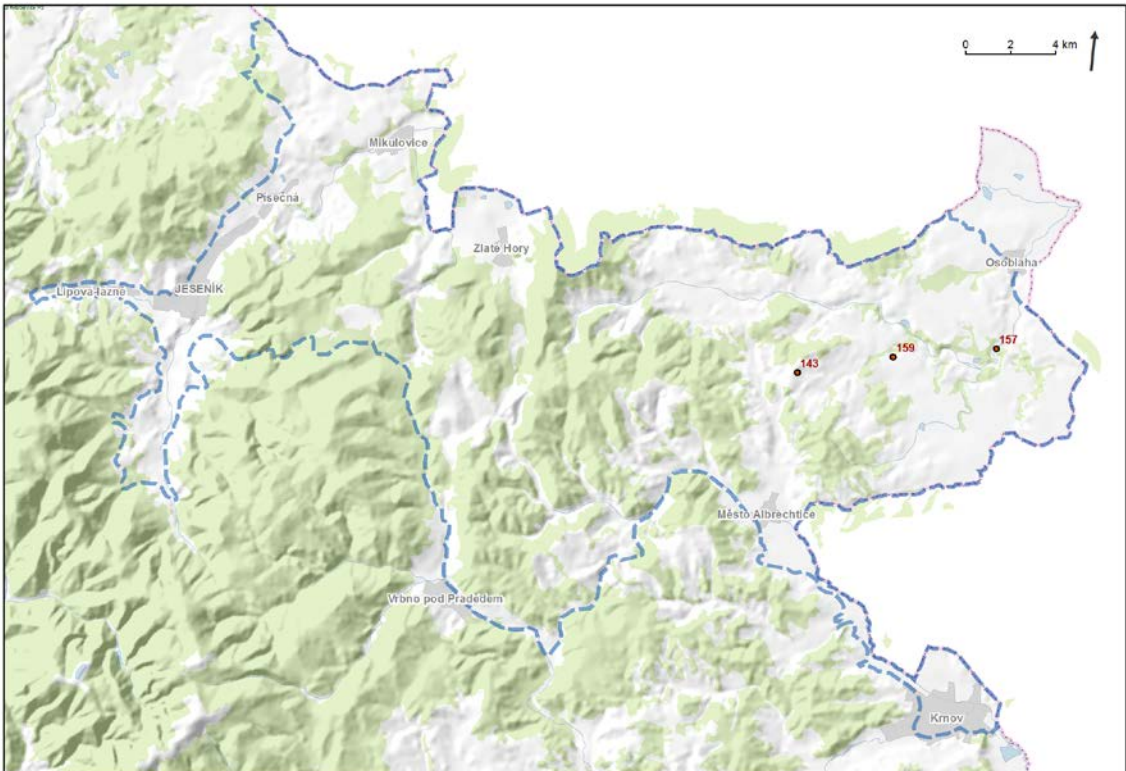 0 2 4 km
Mikulovice
Písečná
Zlaté Hory
Osoblaha
Lipová-lázně
JESENÍK
157
159
143
Město Albrechtice
Vrbno pod Pradědem
Krnov